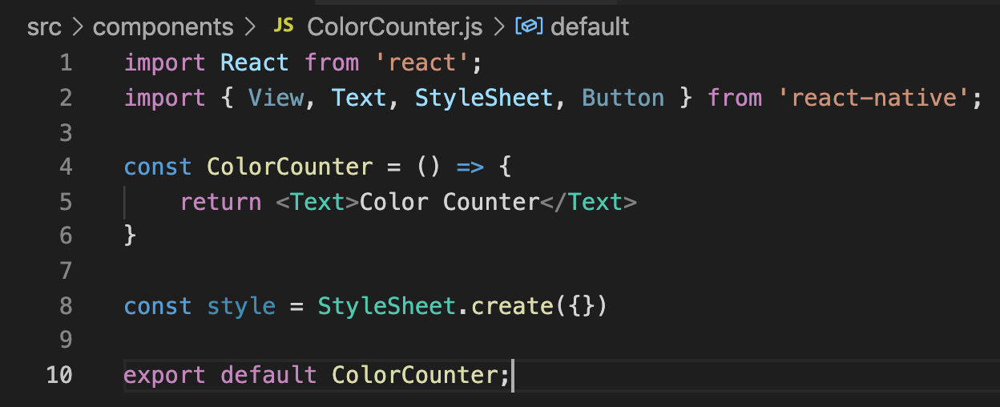 src > components > JS ColorCounter.js > default
1 import React from 'react';
2 import { View, Text, StyleSheet, Button } from 'react-native';
3
4 const ColorCounter = () => {
5     return <Text>Color Counter</Text>
6 }
7
8 const style = StyleSheet.create({})
9
10 export default ColorCounter;